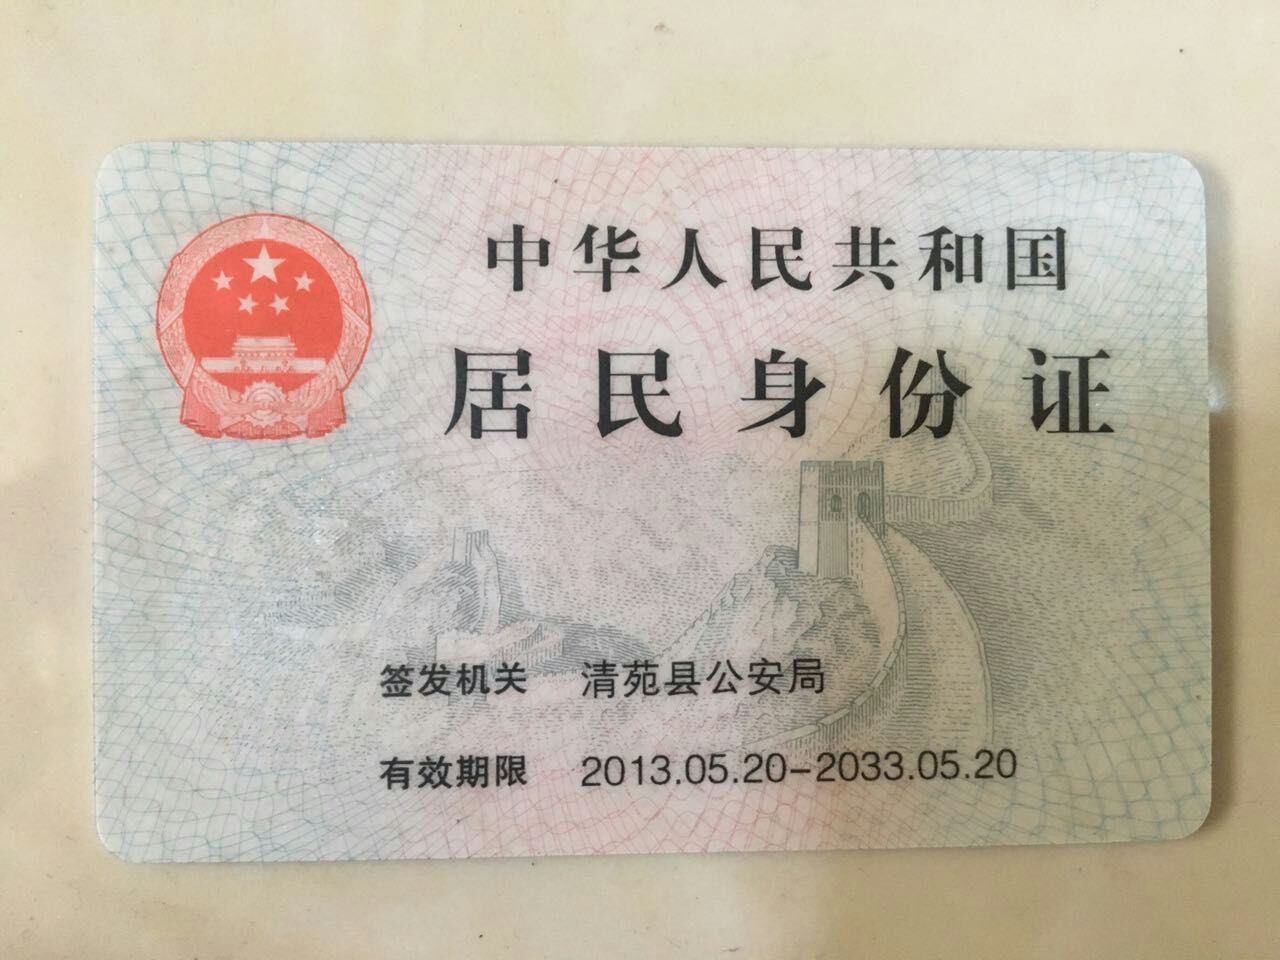 中华人民共和国
居民身份证
签发机关 清苑县公安局
有效期限 2013.05.20-2033.05.20